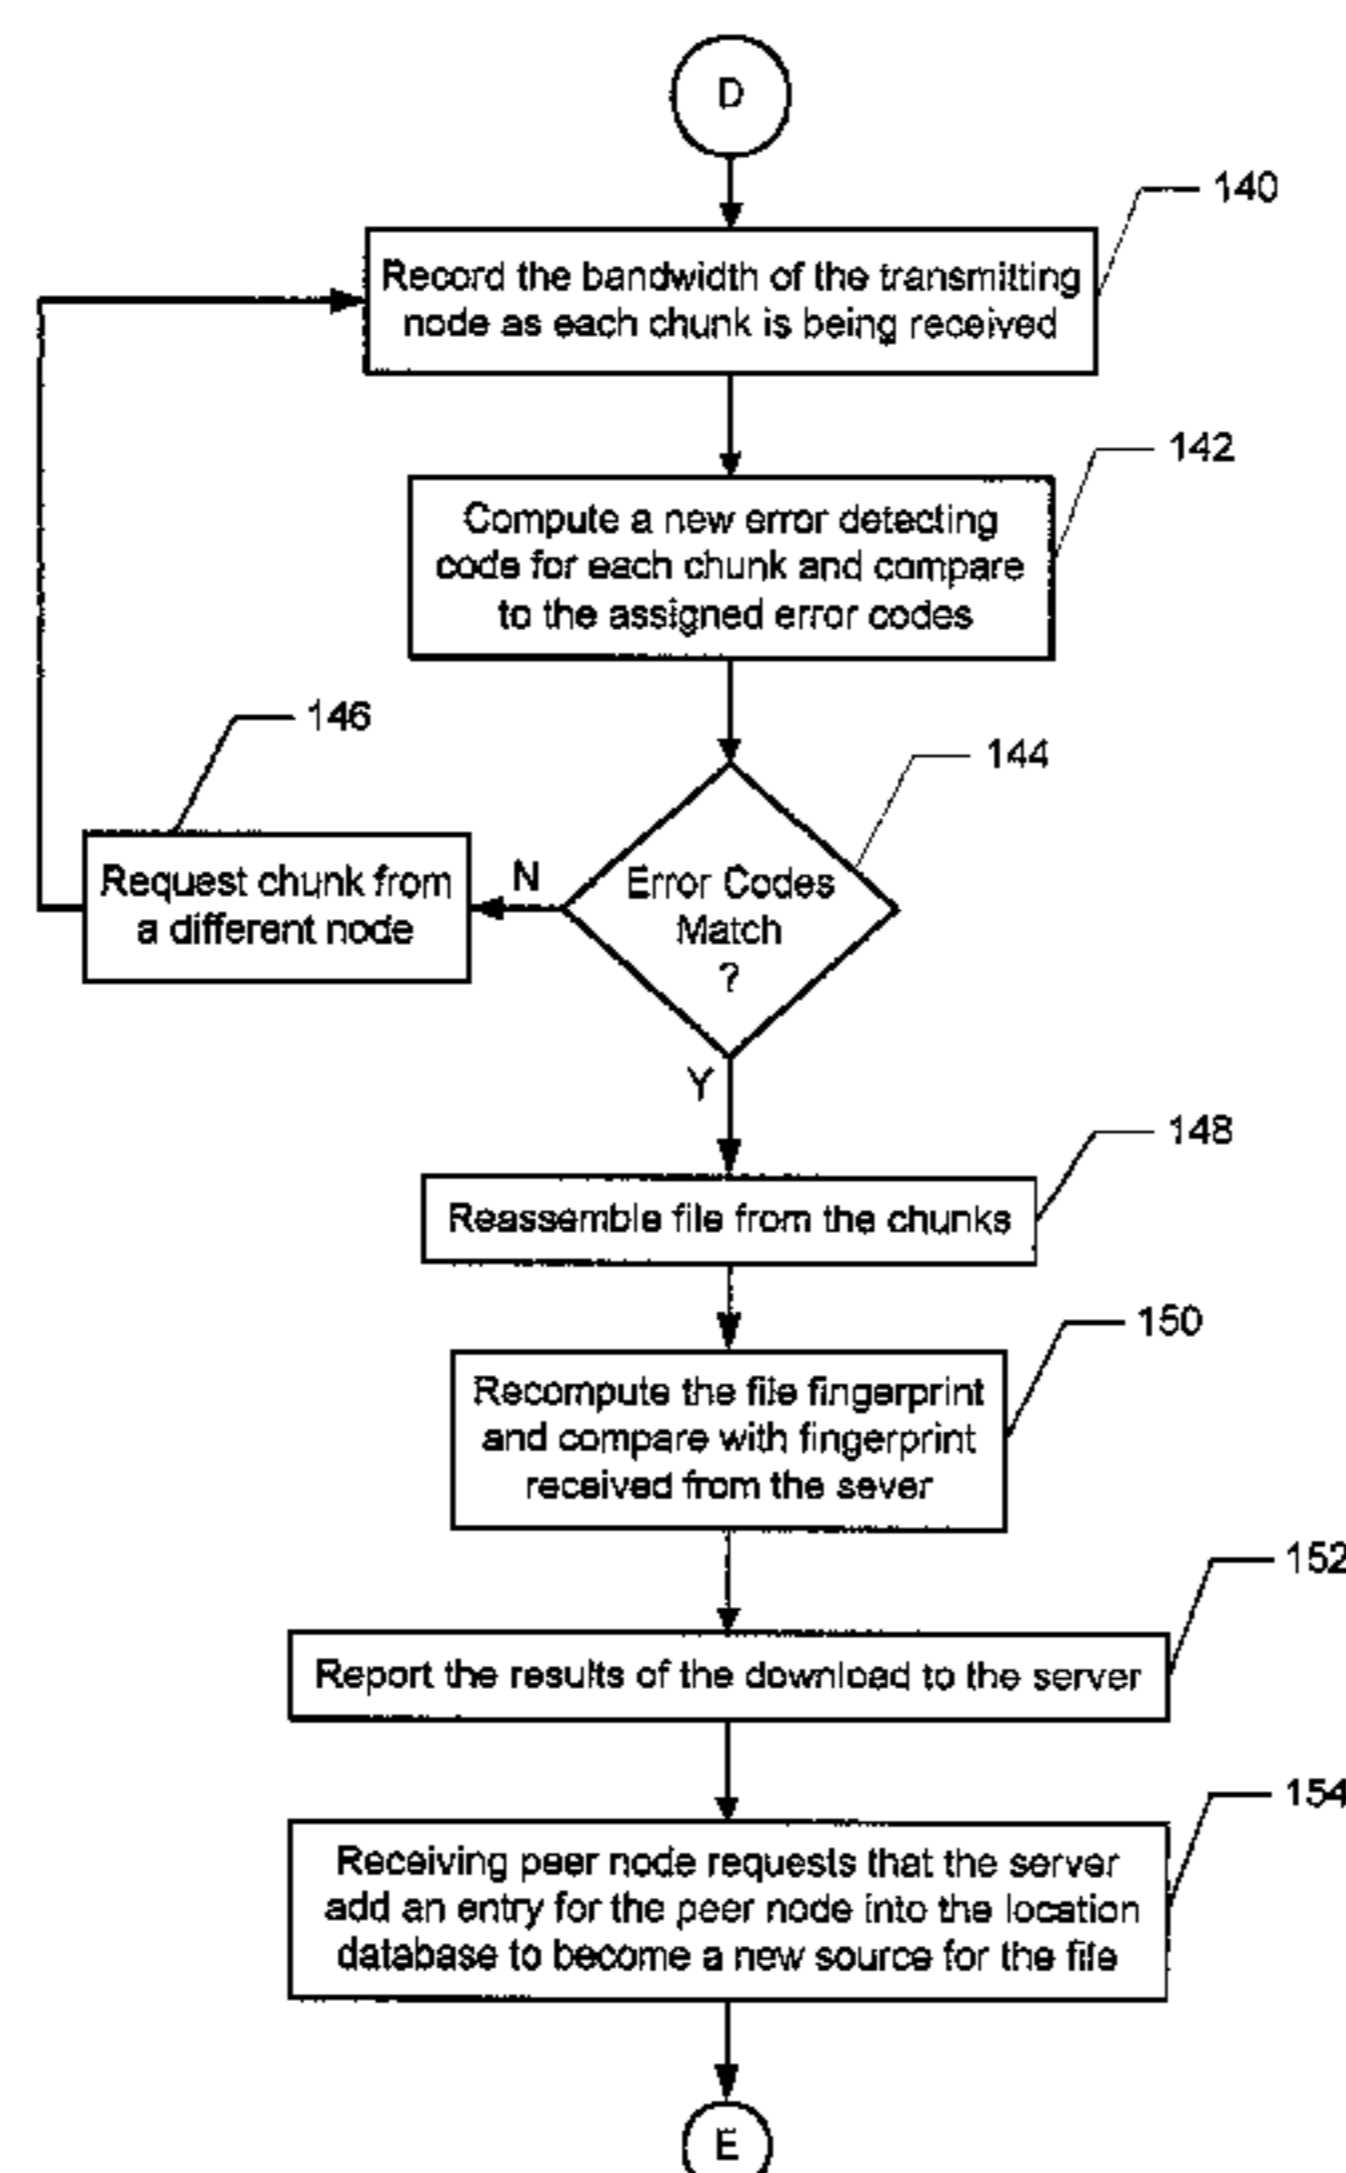 D
140
Record the bandwidth of the transmitting
node as each chunk is being received
142
Compute a new error detecting
code for each chunk and compare
to the assigned error codes
146
144
Request chunk from
a different node
N
Error Codes
Match
?
Y
148
Reassemble file from the chunks
150
Recompute the file fingerprint
and compare with fingerprint
received from the sever
152
Report the results of the download to the server
154
Receiving peer node requests that the server
add an entry for the peer node into the location
database to become a new source for the file
E